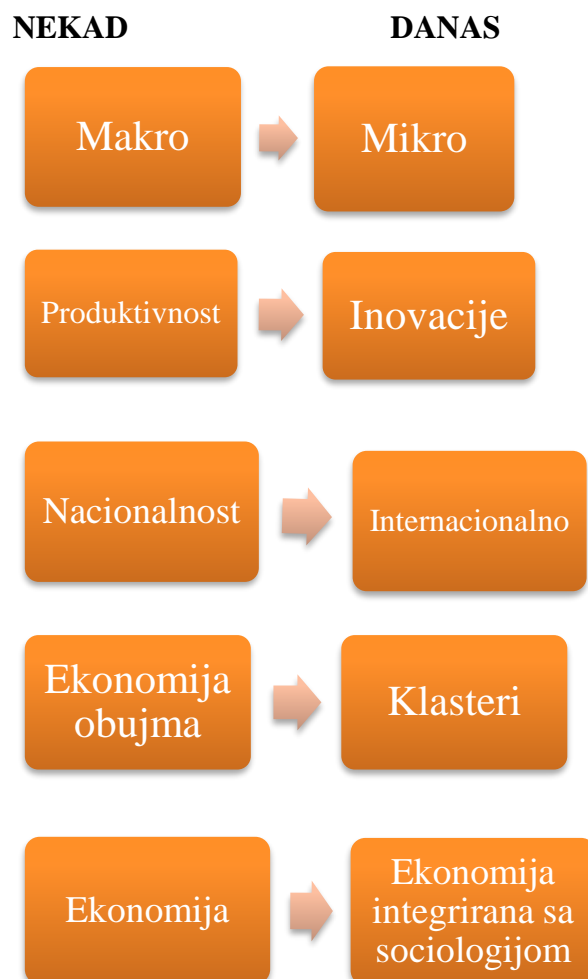 NEKAD DANAS
Makro
Mikro
Produktivnost
Inovacije
Nacionalnost
Internacionalno
Ekonomija
obujma
Klasteri
Ekonomija
Ekonomija
integrirana sa
sociologijom